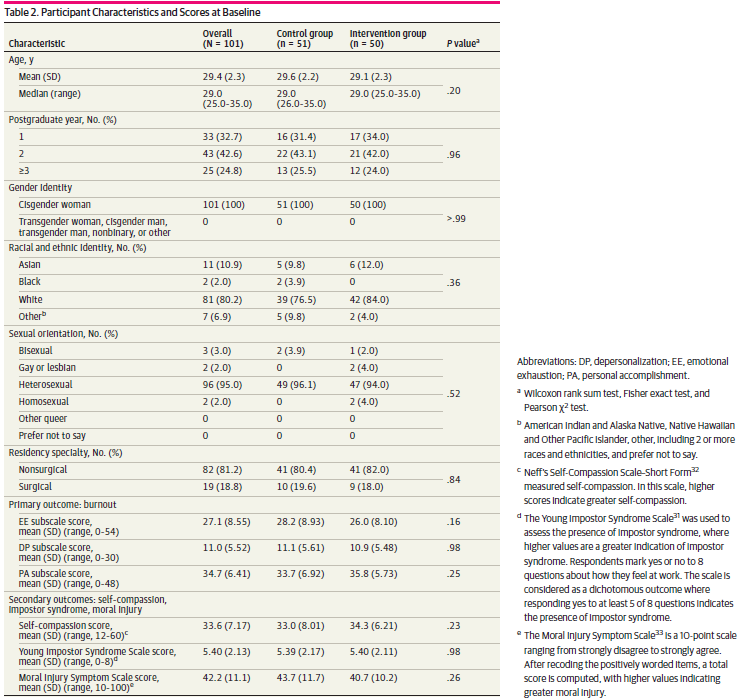 Table 2. Participant Characteristics and Scores at Baseline
Characteristic Overall (N = 101) Control group (n = 51) Intervention group (n = 50) P valueᵃ
Age, y
Mean (SD) 29.4 (2.3) 29.6 (2.2) 29.1 (2.3) .20
Median (range) 29.0 (25.0-35.0) 29.0 (26.0-35.0) 29.0 (25.0-35.0)
Postgraduate year, No. (%)
1 33 (32.7) 16 (31.4) 17 (34.0)
2 43 (42.6) 22 (43.1) 21 (42.0) .96
≥3 25 (24.8) 13 (25.5) 12 (24.0)
Gender identity
Cisgender woman 101 (100) 51 (100) 50 (100) >.99
Transgender woman, cisgender man, 0 0 0
transgender man, nonbinary, or other
Racial and ethnic identity, No. (%)
Asian 11 (10.9) 5 (9.8) 6 (12.0)
Black 2 (2.0) 2 (3.9) 0 .36
White 81 (80.2) 39 (76.5) 42 (84.0)
Otherᵇ 7 (6.9) 5 (9.8) 2 (4.0)
Sexual orientation, No. (%)
Bisexual 3 (3.0) 2 (3.9) 1 (2.0)
Gay or lesbian 2 (2.0) 0 2 (4.0)
Heterosexual 96 (95.0) 49 (96.1) 47 (94.0) .52
Homosexual 2 (2.0) 0 2 (4.0)
Other queer 0 0 0
Prefer not to say 0 0 0
Residency specialty, No. (%)
Nonsurgical 82 (81.2) 41 (80.4) 41 (82.0) .84
Surgical 19 (18.8) 10 (19.6) 9 (18.0)
Primary outcome: burnout
EE subscale score, 27.1 (8.55) 28.2 (8.93) 26.0 (8.10) .16
mean (SD) (range, 0-54)
DP subscale score, 11.0 (5.52) 11.1 (5.61) 10.9 (5.48) .98
mean (SD) (range, 0-30)
PA subscale score, 34.7 (6.41) 33.7 (6.92) 35.8 (5.73) .25
mean (SD) (range, 0-48)
Secondary outcomes: self-compassion,
impostor syndrome, moral injury
Self-compassion score, 33.6 (7.17) 33.0 (8.01) 34.3 (6.21) .23
mean (SD) (range, 12-60)ᶜ
Young Impostor Syndrome Scale score, 5.40 (2.13) 5.39 (2.17) 5.40 (2.11) .98
mean (SD) (range, 0-8)ᵈ
Moral Injury Symptom Scale score, 42.2 (11.1) 43.7 (11.7) 40.7 (10.2) .26
mean (SD) (range, 10-100)ᵉ
Abbreviations: DP, depersonalization; EE, emotional
exhaustion; PA, personal accomplishment.
ᵃ Wilcoxon rank sum test, Fisher exact test, and
Pearson χ² test.
ᵇ American Indian and Alaska Native, Native Hawaiian
and Other Pacific Islander, other, including 2 or more
races and ethnicities, and prefer not to say.
ᶜ Neff's Self-Compassion Scale-Short Form³²
measured self-compassion. In this scale, higher
scores indicate greater self-compassion.
ᵈ The Young Impostor Syndrome Scale³¹ was used to
assess the presence of impostor syndrome, where
higher values are a greater indication of impostor
syndrome. Respondents mark yes or no to 8
questions about how they feel at work. The scale is
considered as a dichotomous outcome where
responding yes to at least 5 of 8 questions indicates
the presence of impostor syndrome.
ᵉ The Moral Injury Symptom Scale³³ is a 10-point scale
ranging from strongly disagree to strongly agree.
After recoding the positively worded items, a total
score is computed, with higher values indicating
greater moral injury.